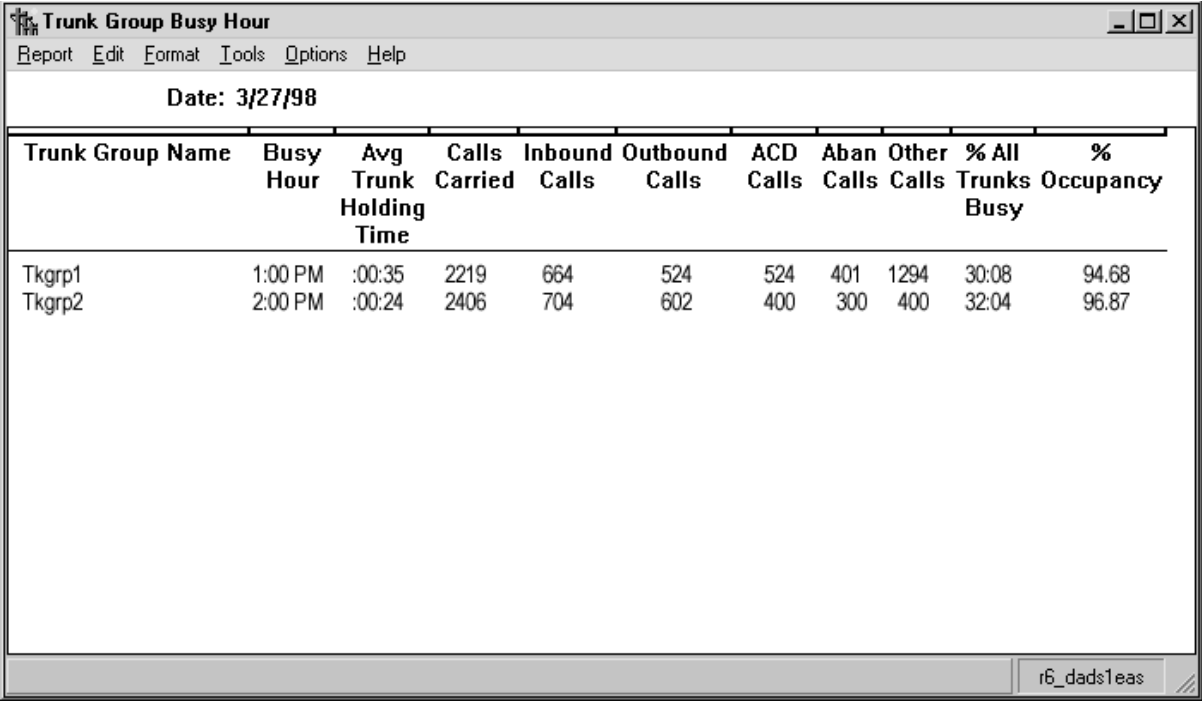 Trunk Group Busy Hour
Report Edit Format Tools Options Help
Date: 3/27/98
Trunk Group Name Busy Avg Calls Inbound Outbound ACD Aban Other % All %
Hour Trunk Carried Calls Calls Calls Calls Calls Trunks Occupancy
Holding Busy
Time
Tkgrp1 1:00 PM :00:35 2219 664 524 524 401 1294 30:08 94.68
Tkgrp2 2:00 PM :00:24 2406 704 602 400 300 400 32:04 96.87
r6_dads1eas